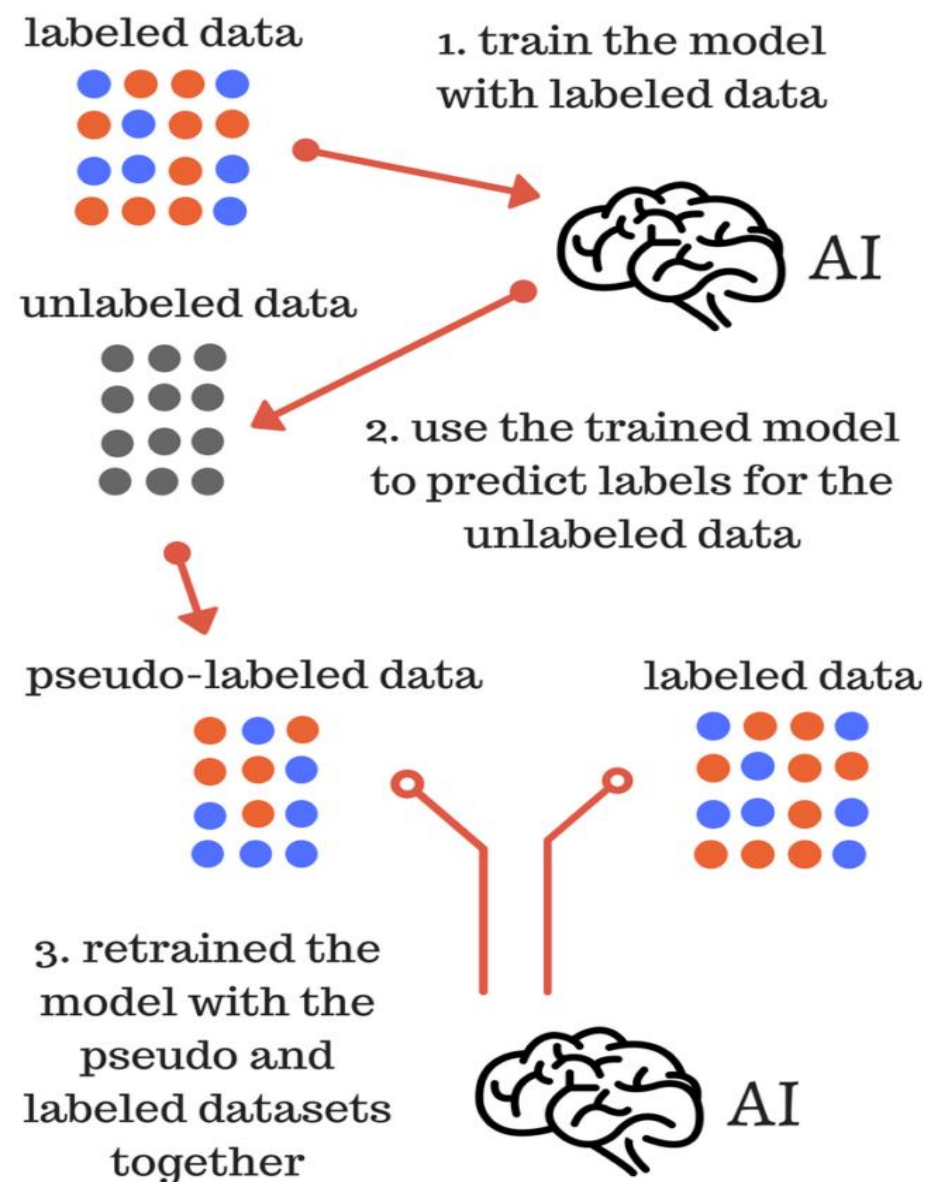 labeled data
1. train the model
with labeled data
AI
unlabeled data
2. use the trained model
to predict labels for the
unlabeled data
pseudo-labeled data
labeled data
3. retrained the
model with the
pseudo and
labeled datasets
together
AI